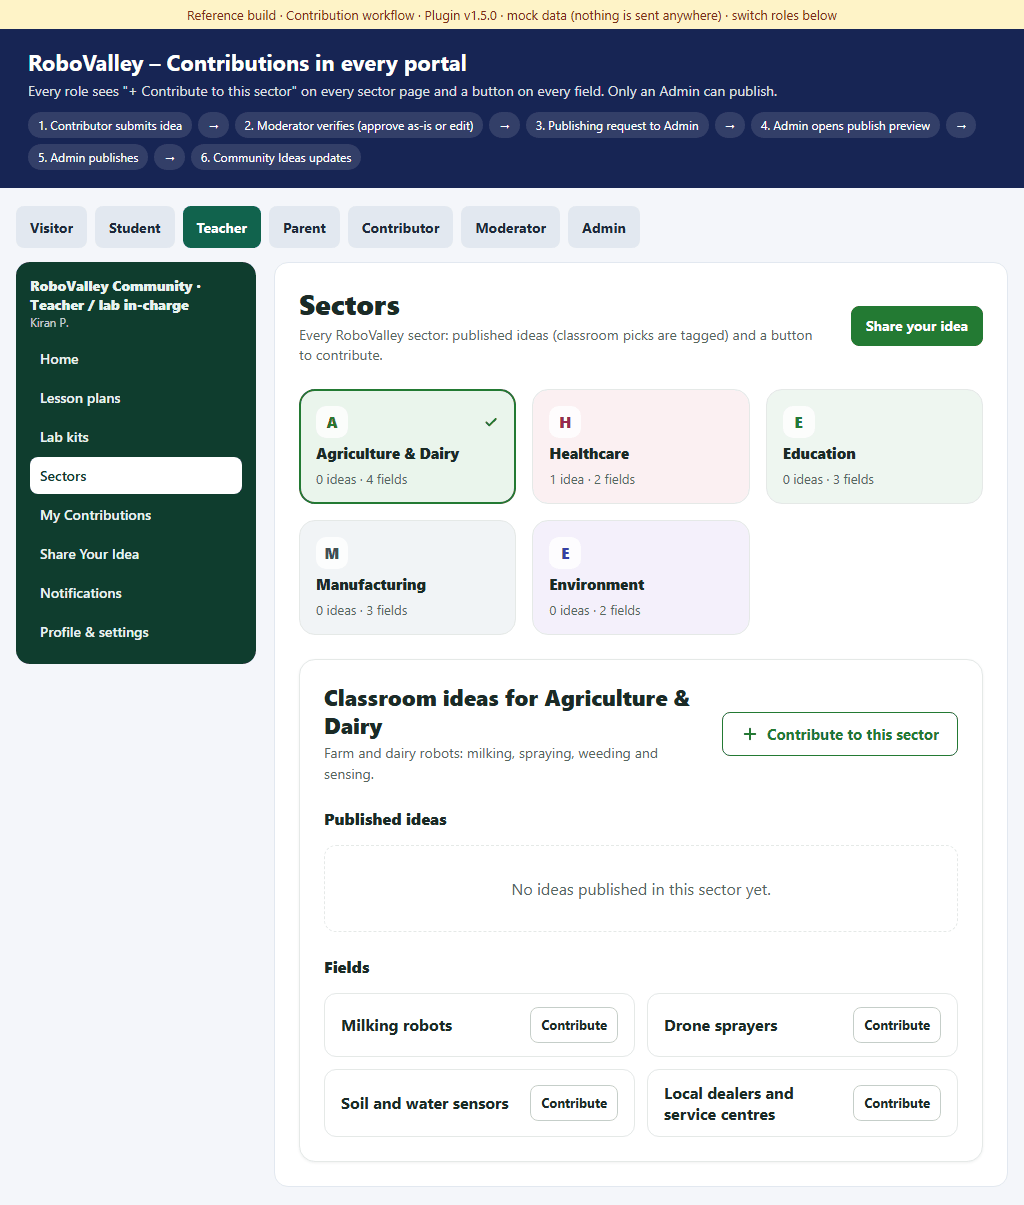 Reference build · Contribution workflow · Plugin v1.5.0 · mock data (nothing is sent anywhere) · switch roles below
RoboValley – Contributions in every portal
Every role sees "+ Contribute to this sector" on every sector page and a button on every field. Only an Admin can publish.
1. Contributor submits idea → 2. Moderator verifies (approve as-is or edit) → 3. Publishing request to Admin → 4. Admin opens publish preview →
5. Admin publishes → 6. Community Ideas updates
Visitor Student Teacher Parent Contributor Moderator Admin
RoboValley Community ·
Teacher / lab in-charge
Kiran P.
Home
Lesson plans
Lab kits
Sectors
My Contributions
Share Your Idea
Notifications
Profile & settings
Sectors
Every RoboValley sector: published ideas (classroom picks are tagged) and a button
to contribute.
Share your idea
A ✓
Agriculture & Dairy
0 ideas · 4 fields
H
Healthcare
1 idea · 2 fields
E
Education
0 ideas · 3 fields
M
Manufacturing
0 ideas · 3 fields
E
Environment
0 ideas · 2 fields
Classroom ideas for Agriculture &
Dairy
Farm and dairy robots: milking, spraying, weeding and
sensing.
+ Contribute to this sector
Published ideas
No ideas published in this sector yet.
Fields
Milking robots Contribute
Drone sprayers Contribute
Soil and water sensors Contribute
Local dealers and
service centres Contribute